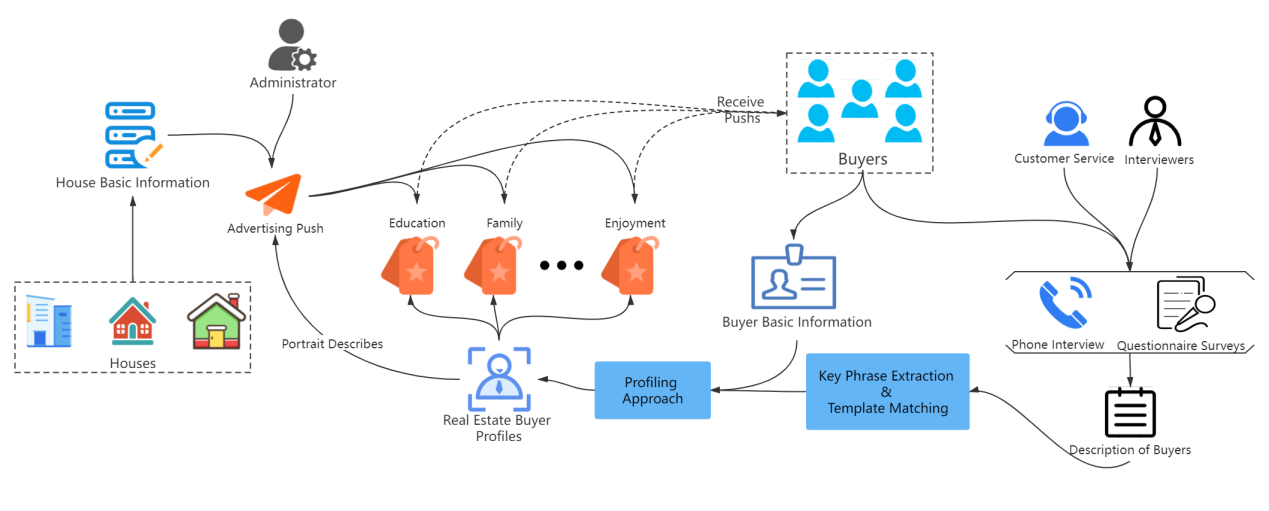 Administrator
House Basic Information
Advertising Push
Houses
Portrait Describes
Education
Family
Enjoyment
Receive
Pushs
Buyers
Customer Service
Interviewers
Buyer Basic Information
Phone Interview
Questionnaire Surveys
Real Estate Buyer
Profiles
Profiling
Approach
Key Phrase Extraction
&
Template Matching
Description of Buyers